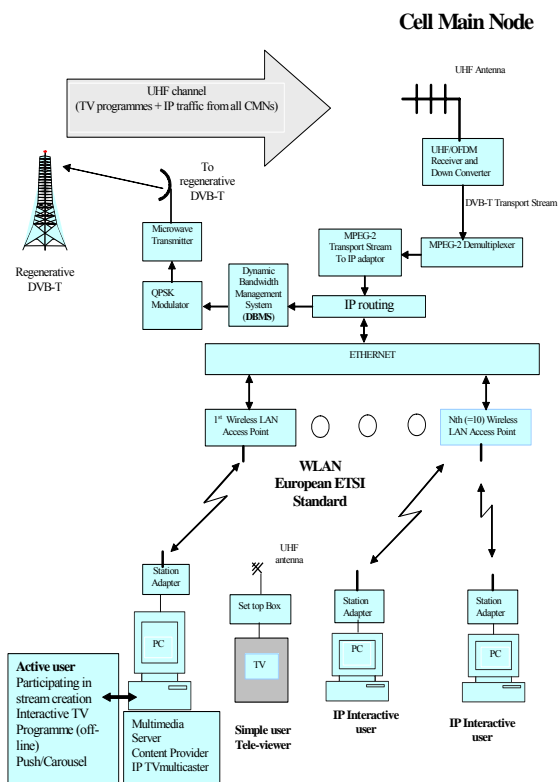 Cell Main Node
UHF channel
(TV programmes + IP traffic from all CMNs)
UHF Antenna
To
regenerative
DVB-T
UHF/OFDM
Receiver and
Down Converter
DVB-T Transport Stream
Microwave
Transmitter
MPEG-2
Transport Stream
To IP adaptor
MPEG-2 Demultiplexer
Regenerative
DVB-T
QPSK
Modulator
Dynamic
Bandwidth
Management
System
(DBMS)
IP routing
ETHERNET
1st Wireless LAN
Access Point
Nth (=10) Wireless
LAN Access Point
WLAN
European ETSI
Standard
UHF
antenna
Station
Adapter
Set top Box
Station
Adapter
Station
Adapter
PC
TV
PC
PC
Active user
Participating in
stream creation
Interactive TV
Programme (off-
line)
Push/Carousel
Multimedia
Server
Content Provider
IP TVmulticaster
Simple user
Tele-viewer
IP Interactive
user
IP Interactive
user